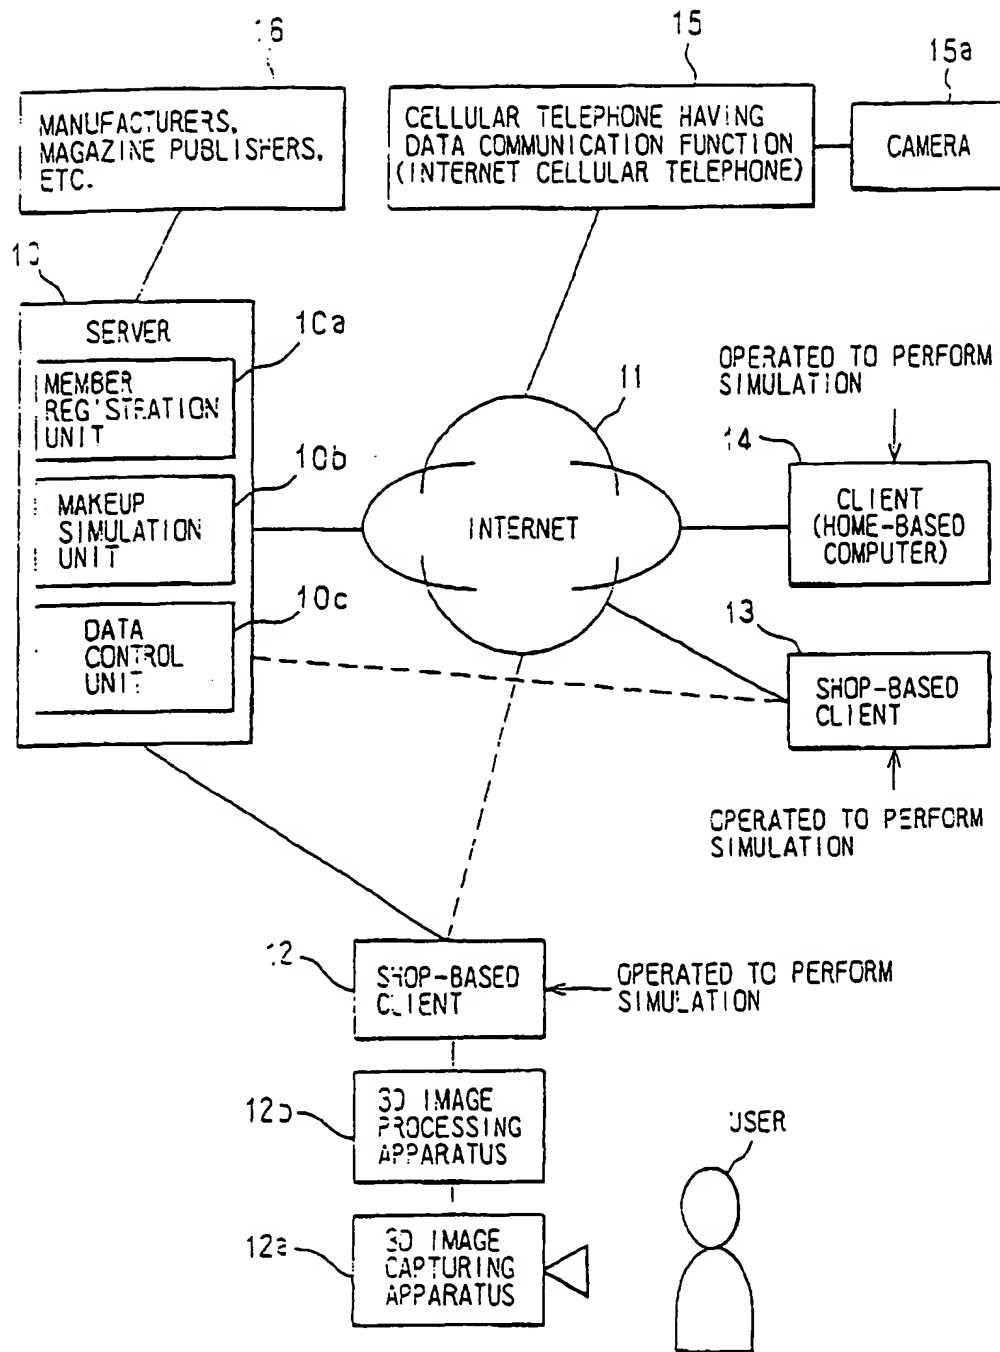 16
MANUFACTURERS,
MAGAZINE PUBLISHERS,
ETC.
15
CELLULAR TELEPHONE HAVING
DATA COMMUNICATION FUNCTION
(INTERNET CELLULAR TELEPHONE)
15a
CAMERA
10
SERVER
10a
MEMBER
REGISTRATION
UNIT
10b
MAKEUP
SIMULATION
UNIT
10c
DATA
CONTROL
UNIT
11
INTERNET
OPERATED TO PERFORM
SIMULATION
14
CLIENT
(HOME-BASED
COMPUTER)
13
SHOP-BASED
CLIENT
OPERATED TO PERFORM
SIMULATION
12
SHOP-BASED
CLIENT
OPERATED TO PERFORM
SIMULATION
12b
3D IMAGE
PROCESSING
APPARATUS
12a
3D IMAGE
CAPTURING
APPARATUS
USER